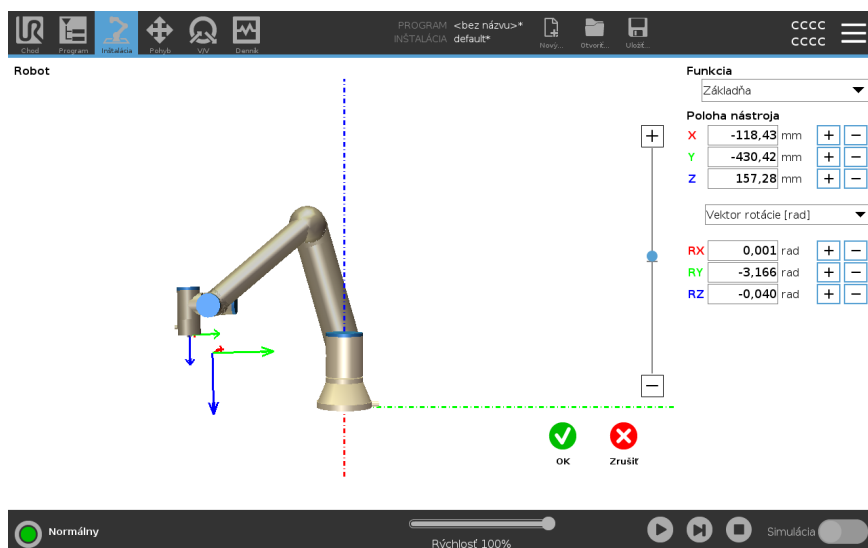 PROGRAM <bez názvu>*
INŠTALÁCIA default*
Chod
Program
Inštalácia
Pohyb
V/V
Denník
Nový...
Otvoriť...
Uložiť...
cccc
cccc
Robot
Funkcia
Základňa
Poloha nástroja
X -118,43 mm + −
Y -430,42 mm + −
Z 157,28 mm + −
Vektor rotácie [rad]
RX 0,001 rad + −
RY -3,166 rad + −
RZ -0,040 rad + −
+
−
OK
Zrušiť
Normálny
Rýchlosť 100%
Simulácia